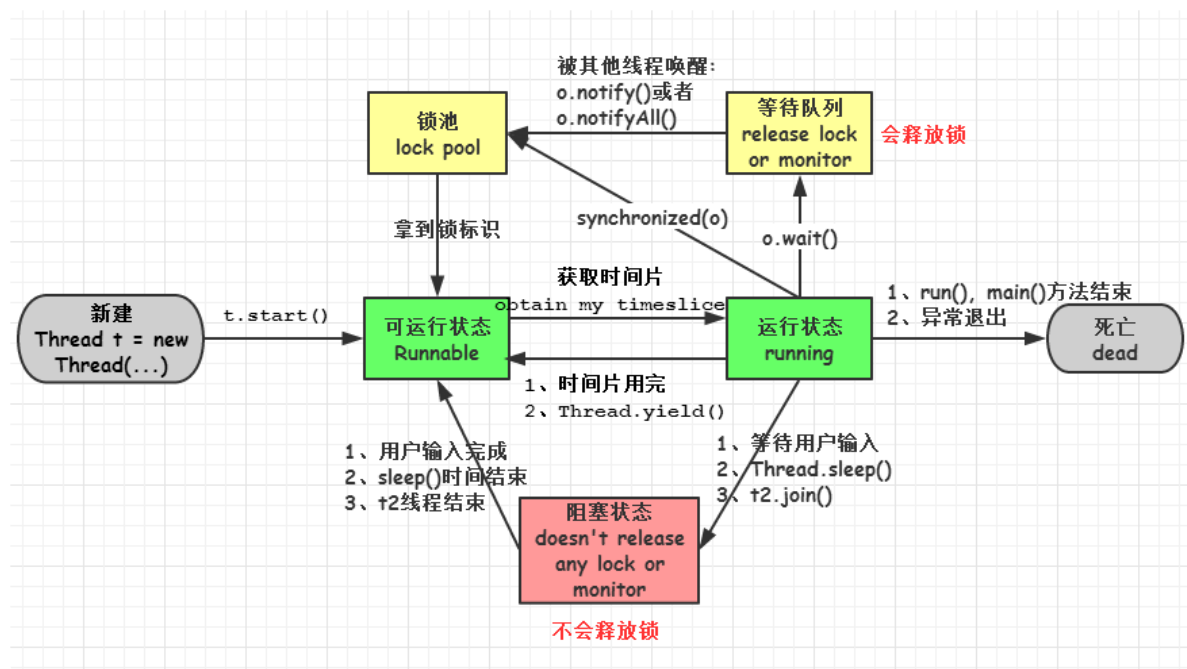 被其他线程唤醒:
o.notify()或者
o.notifyAll()
锁池
lock pool
等待队列
release lock
or monitor
会释放锁
拿到锁标识
synchronized(o)
o.wait()
获取时间片
obtain my timeslice
新建
Thread t = new
Thread(...)
t.start()
可运行状态
Runnable
运行状态
running
1、run(), main()方法结束
2、异常退出
死亡
dead
1、时间片用完
2、Thread.yield()
1、用户输入完成
2、sleep()时间结束
3、t2线程结束
1、等待用户输入
2、Thread.sleep()
3、t2.join()
阻塞状态
doesn't release
any lock or
monitor
不会释放锁